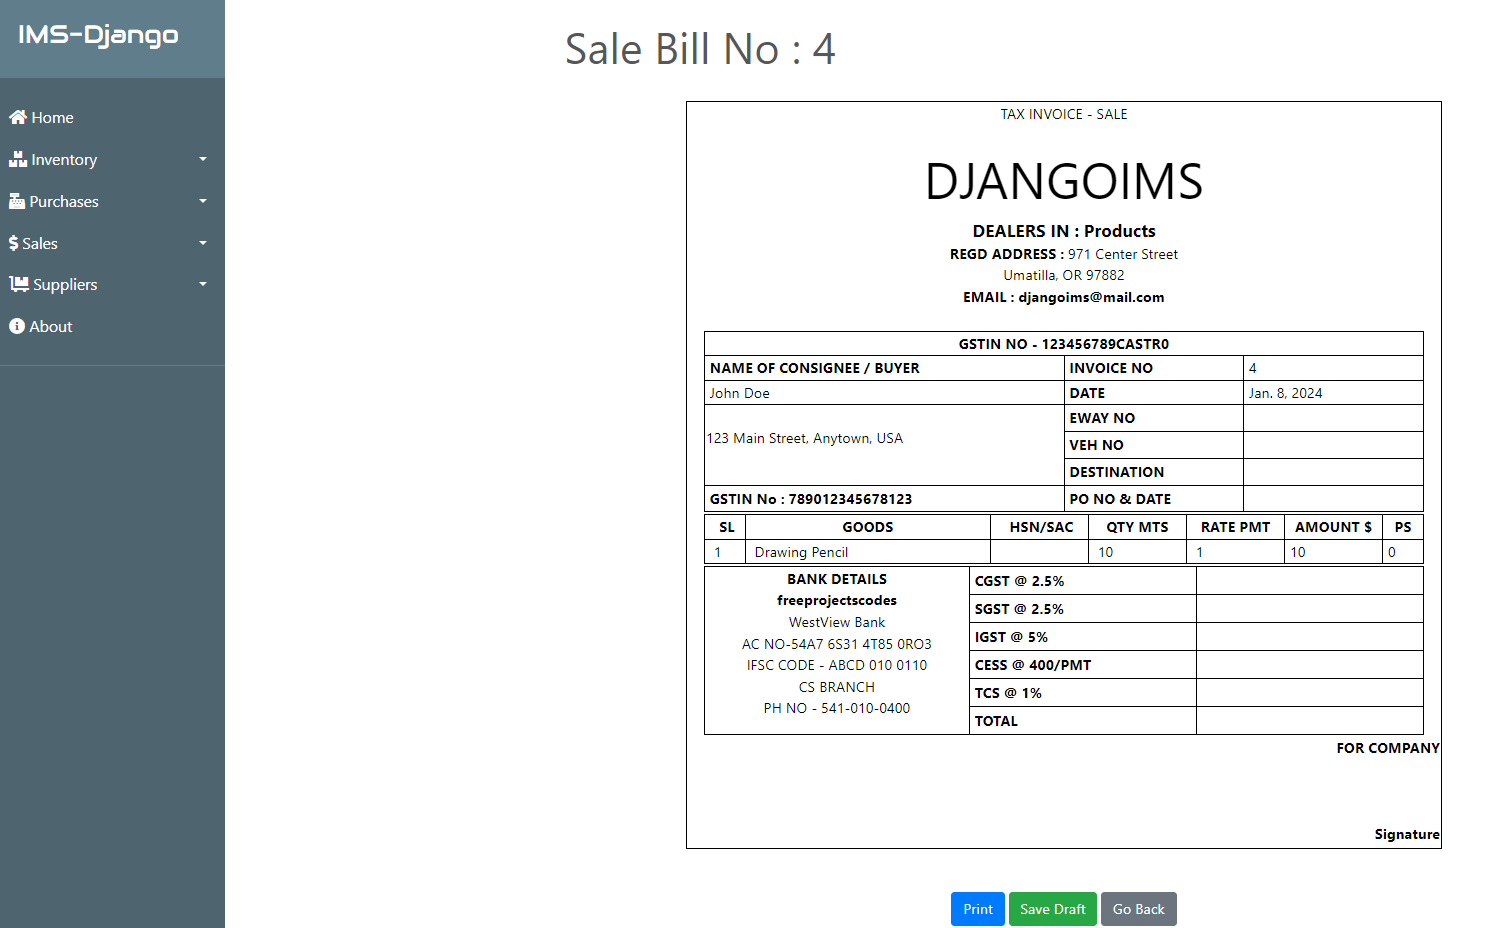 IMS-Django
Home
Inventory
Purchases
Sales
Suppliers
About
Sale Bill No : 4
TAX INVOICE - SALE
DJANGOIMS
DEALERS IN : Products
REGD ADDRESS : 971 Center Street
Umatilla, OR 97882
EMAIL : djangoims@mail.com
GSTIN NO - 123456789CASTR0
NAME OF CONSIGNEE / BUYER INVOICE NO 4
John Doe DATE Jan. 8, 2024
EWAY NO
123 Main Street, Anytown, USA
VEH NO
DESTINATION
GSTIN No : 789012345678123 PO NO & DATE
SL GOODS HSN/SAC QTY MTS RATE PMT AMOUNT $ PS
1 Drawing Pencil 10 1 10 0
BANK DETAILS
freeprojectscodes
WestView Bank
AC NO-54A7 6S31 4T85 0RO3
IFSC CODE - ABCD 010 0110
CS BRANCH
PH NO - 541-010-0400
CGST @ 2.5%
SGST @ 2.5%
IGST @ 5%
CESS @ 400/PMT
TCS @ 1%
TOTAL
FOR COMPANY
Signature
Print Save Draft Go Back